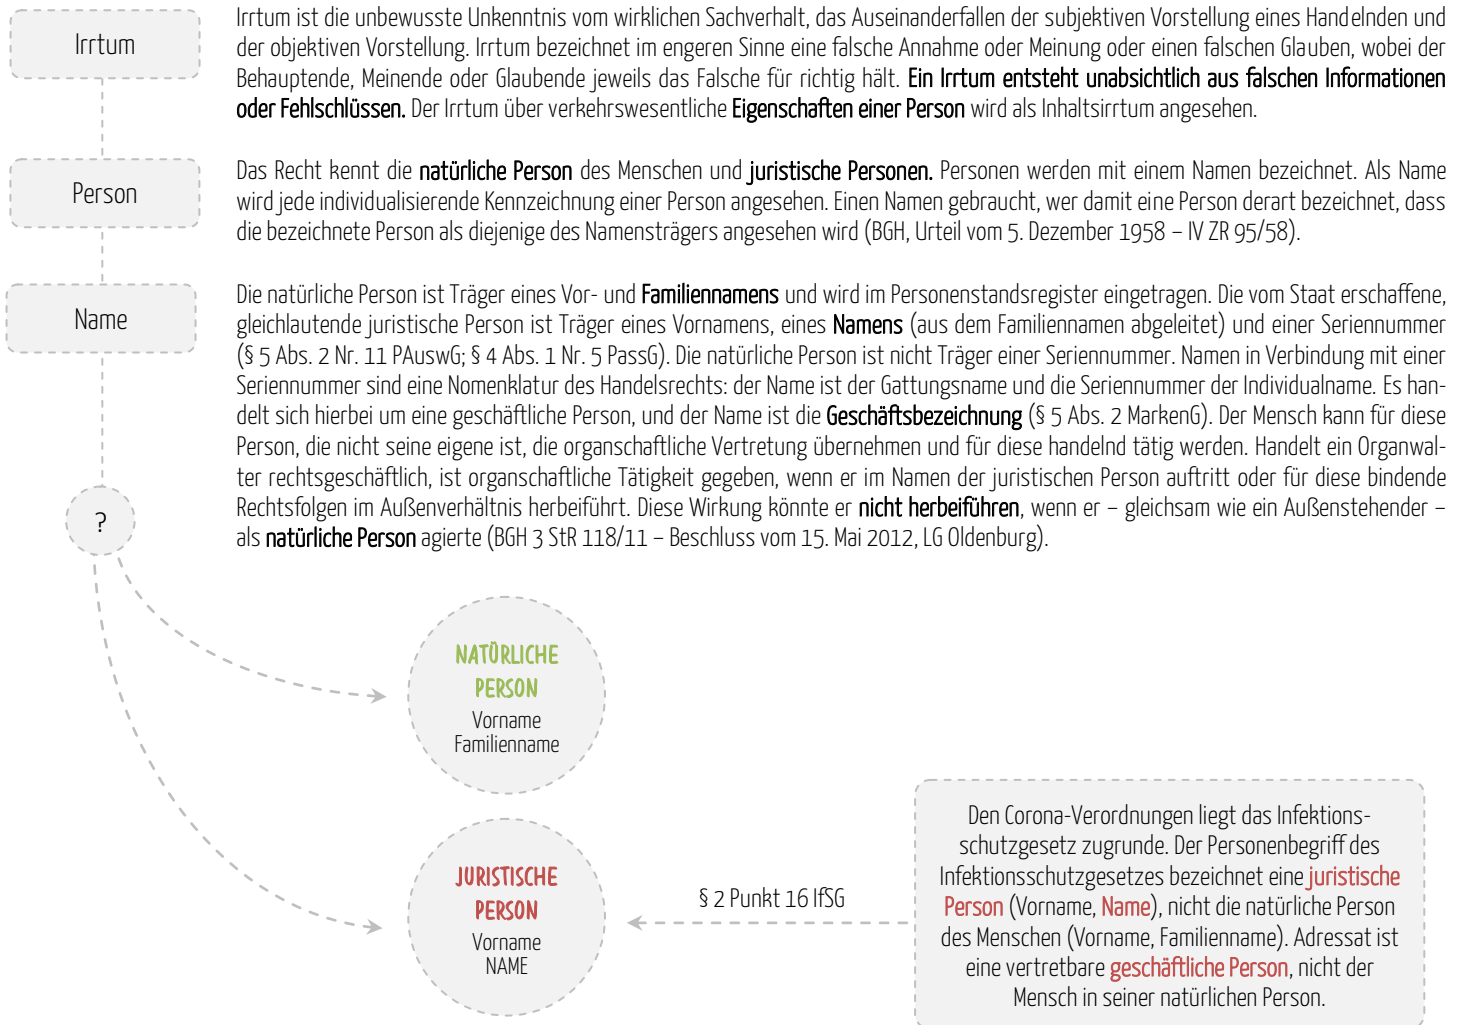 Irrtum
Irrtum ist die unbewusste Unkenntnis vom wirklichen Sachverhalt, das Auseinanderfallen der subjektiven Vorstellung eines Handelnden und
der objektiven Vorstellung. Irrtum bezeichnet im engeren Sinne eine falsche Annahme oder Meinung oder einen falschen Glauben, wobei der
Behauptende, Meinende oder Glaubende jeweils das Falsche für richtig hält. Ein Irrtum entsteht unabsichtlich aus falschen Informationen
oder Fehlschlüssen. Der Irrtum über verkehrswesentliche Eigenschaften einer Person wird als Inhaltsirrtum angesehen.
Person
Das Recht kennt die natürliche Person des Menschen und juristische Personen. Personen werden mit einem Namen bezeichnet. Als Name
wird jede individualisierende Kennzeichnung einer Person angesehen. Einen Namen gebraucht, wer damit eine Person derart bezeichnet, dass
die bezeichnete Person als diejenige des Namensträgers angesehen wird (BGH, Urteil vom 5. Dezember 1958 – IV ZR 95/58).
Name
Die natürliche Person ist Träger eines Vor- und Familiennamens und wird im Personenstandsregister eingetragen. Die vom Staat erschaffene,
gleichlautende juristische Person ist Träger eines Vornamens, eines Namens (aus dem Familiennamen abgeleitet) und einer Seriennummer
(§ 5 Abs. 2 Nr. 11 PAuswG; § 4 Abs. 1 Nr. 5 PassG). Die natürliche Person ist nicht Träger einer Seriennummer. Namen in Verbindung mit einer
Seriennummer sind eine Nomenklatur des Handelsrechts: der Name ist der Gattungsname und die Seriennummer der Individualname. Es han-
delt sich hierbei um eine geschäftliche Person, und der Name ist die Geschäftsbezeichnung (§ 5 Abs. 2 MarkenG). Der Mensch kann für diese
Person, die nicht seine eigene ist, die organschaftliche Vertretung übernehmen und für diese handelnd tätig werden. Handelt ein Organwal-
ter rechtsgeschäftlich, ist organschaftliche Tätigkeit gegeben, wenn er im Namen der juristischen Person auftritt oder für diese bindende
Rechtsfolgen im Außenverhältnis herbeiführt. Diese Wirkung könnte er nicht herbeiführen, wenn er – gleichsam wie ein Außenstehender –
als natürliche Person agierte (BGH 3 StR 118/11 – Beschluss vom 15. Mai 2012, LG Oldenburg).
?
NATÜRLICHE
PERSON
Vorname
Familienname
JURISTISCHE
PERSON
Vorname
NAME
§ 2 Punkt 16 IfSG
Den Corona-Verordnungen liegt das Infektions-
schutzgesetz zugrunde. Der Personenbegriff des
Infektionsschutzgesetzes bezeichnet eine juristische
Person (Vorname, Name), nicht die natürliche Person
des Menschen (Vorname, Familienname). Adressat ist
eine vertretbare geschäftliche Person, nicht der
Mensch in seiner natürlichen Person.